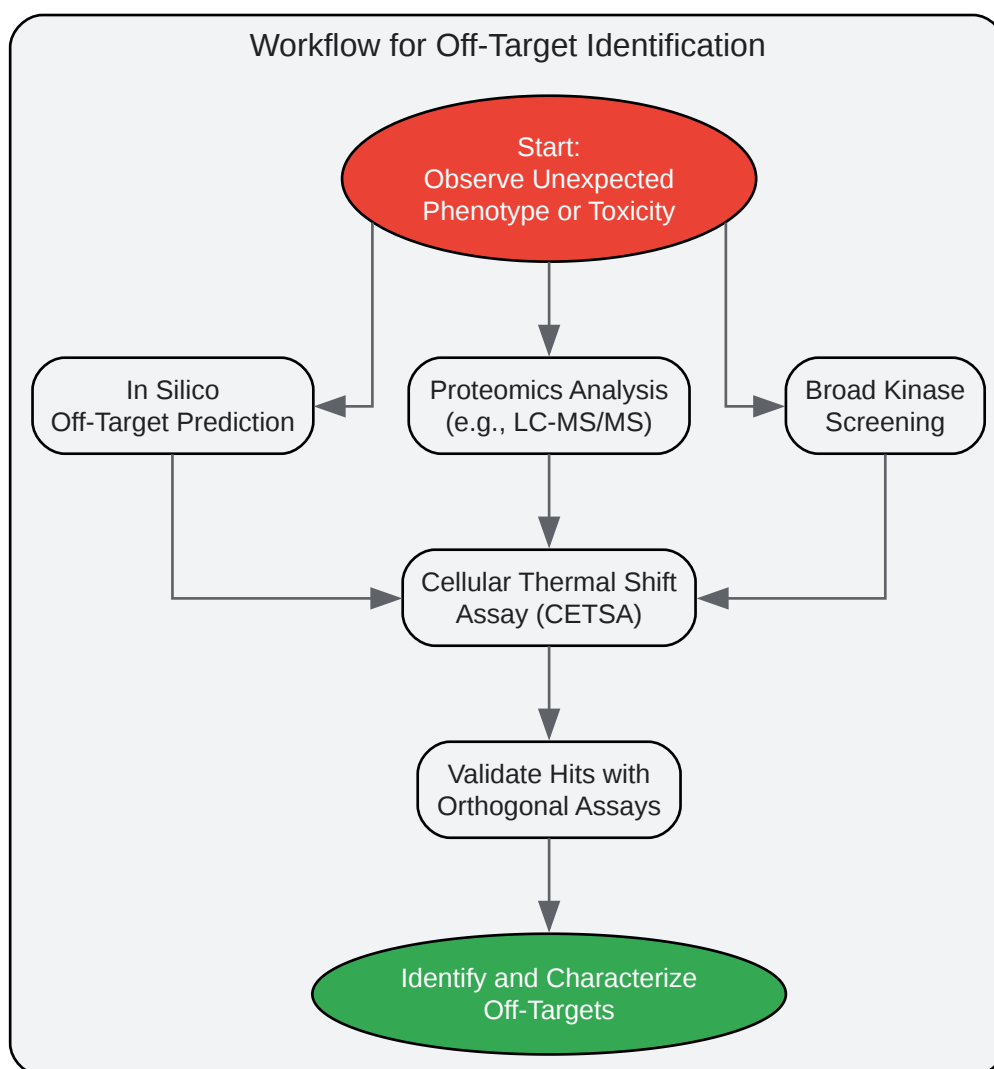 Workflow for Off-Target Identification
Start:
Observe Unexpected
Phenotype or Toxicity
In Silico
Off-Target Prediction
Proteomics Analysis
(e.g., LC-MS/MS)
Broad Kinase
Screening
Cellular Thermal Shift
Assay (CETSA)
Validate Hits with
Orthogonal Assays
Identify and Characterize
Off-Targets